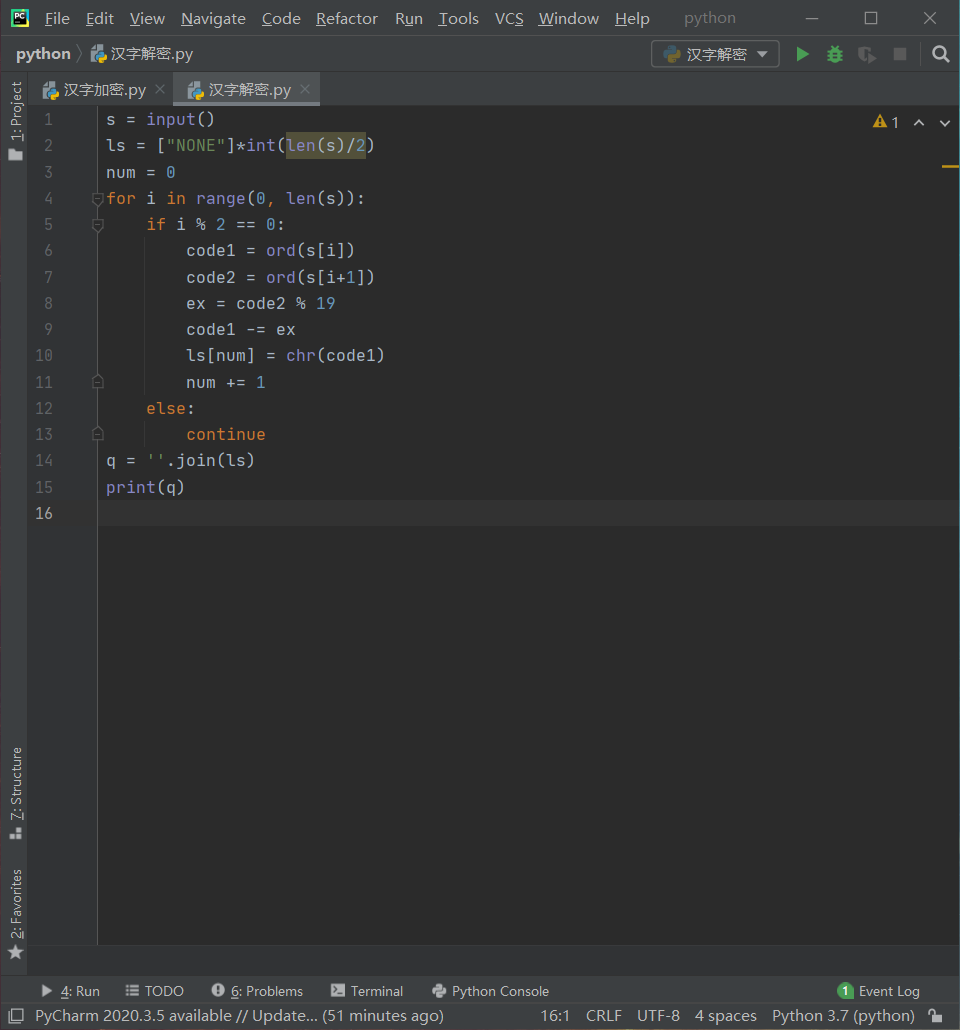 PC File Edit View Navigate Code Refactor Run Tools VCS Window Help python
python 汉字解密.py 汉字解密
汉字加密.py 汉字解密.py
1: Project
1 s = input()
2 ls = ["NONE"]*int(len(s)/2)
3 num = 0
4 for i in range(0, len(s)):
5     if i % 2 == 0:
6         code1 = ord(s[i])
7         code2 = ord(s[i+1])
8         ex = code2 % 19
9         code1 -= ex
10         ls[num] = chr(code1)
11         num += 1
12     else:
13         continue
14 q = ''.join(ls)
15 print(q)
16
1
7: Structure
2: Favorites
4: Run TODO 6: Problems Terminal Python Console 1 Event Log
PyCharm 2020.3.5 available // Update... (51 minutes ago) 16:1 CRLF UTF-8 4 spaces Python 3.7 (python)